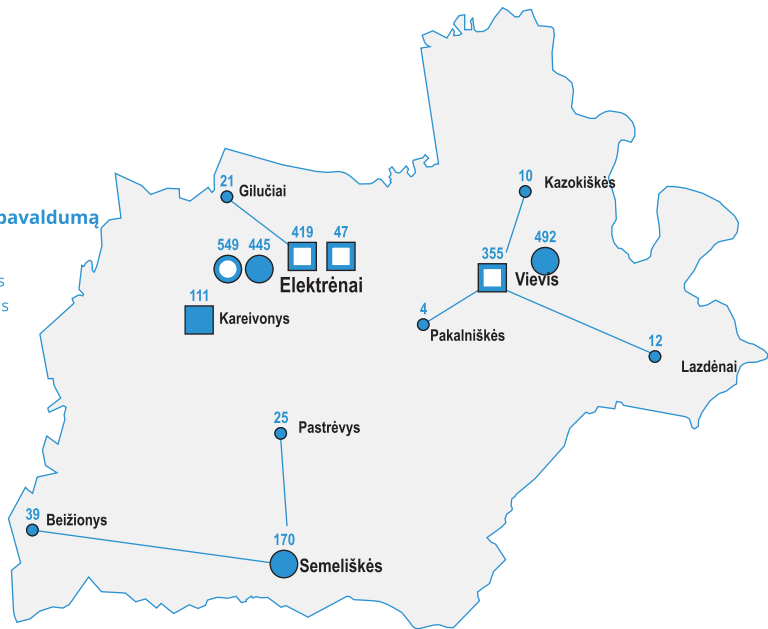 10
Kazokiškės
21
Gilučiai
pavaldumą
419
47
549
445
492
355
Elektrėnai
Vievis
s
111
Kareivonys
s
4
Pakalniškės
12
Lazdėnai
25
Pastrėvys
39
Beižionys
170
Semeliškės